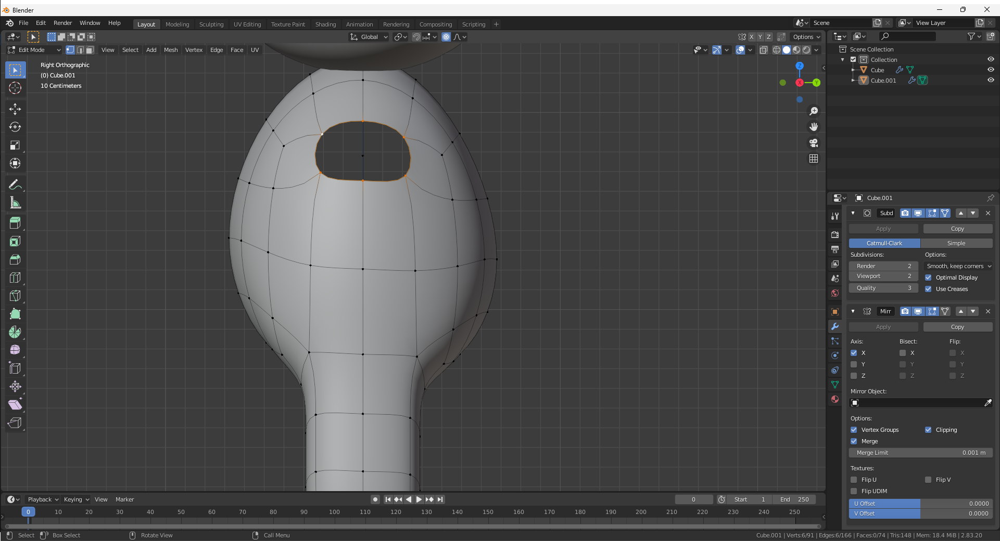 Blender
File Edit Render Window Help Layout Modeling Sculpting UV Editing Texture Paint Shading Animation Rendering Compositing Scripting + Scene View Layer
Global X Y Z Options
Edit Mode View Select Add Mesh Vertex Edge Face UV
Right Orthographic
(0) Cube.001
10 Centimeters
Z
X Y
Scene Collection
Collection
Cube
Cube.001
Cube.001
Subd
Apply Copy
Catmull-Clark Simple
Subdivisions: Options:
Render 2 Smooth, keep corners
Viewport 2 Optimal Display
Quality 3 Use Creases
Mirr
Apply Copy
Axis: Bisect: Flip:
X X X
Y Y Y
Z Z Z
Mirror Object:
Options:
Vertex Groups Clipping
Merge
Merge Limit 0.001 m
Textures:
Flip U Flip V
Flip UDIM
U Offset 0.0000
V Offset 0.0000
Playback Keying View Marker 0 Start 1 End 250
0 10 20 30 40 50 60 70 80 90 100 110 120 130 140 150 160 170 180 190 200 210 220 230 240 250
Select Box Select Rotate View Call Menu Cube.001 | Verts:6/91 | Edges:6/166 | Faces:0/74 | Tris:148 | Mem: 18.4 MiB | 2.83.20